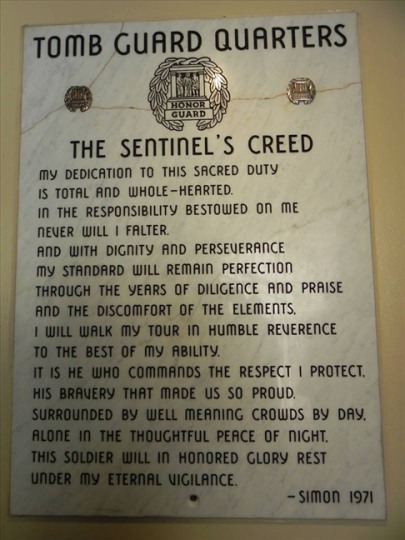 TOMB GUARD QUARTERS
HONOR
GUARD
THE SENTINEL'S CREED
MY DEDICATION TO THIS SACRED DUTY
IS TOTAL AND WHOLE-HEARTED.
IN THE RESPONSIBILITY BESTOWED ON ME
NEVER WILL I FALTER.
AND WITH DIGNITY AND PERSEVERANCE
MY STANDARD WILL REMAIN PERFECTION
THROUGH THE YEARS OF DILIGENCE AND PRAISE
AND THE DISCOMFORT OF THE ELEMENTS,
I WILL WALK MY TOUR IN HUMBLE REVERENCE
TO THE BEST OF MY ABILITY.
IT IS HE WHO COMMANDS THE RESPECT I PROTECT,
HIS BRAVERY THAT MADE US SO PROUD.
SURROUNDED BY WELL MEANING CROWDS BY DAY,
ALONE IN THE THOUGHTFUL PEACE OF NIGHT,
THIS SOLDIER WILL IN HONORED GLORY REST
UNDER MY ETERNAL VIGILANCE.
-SIMON 1971